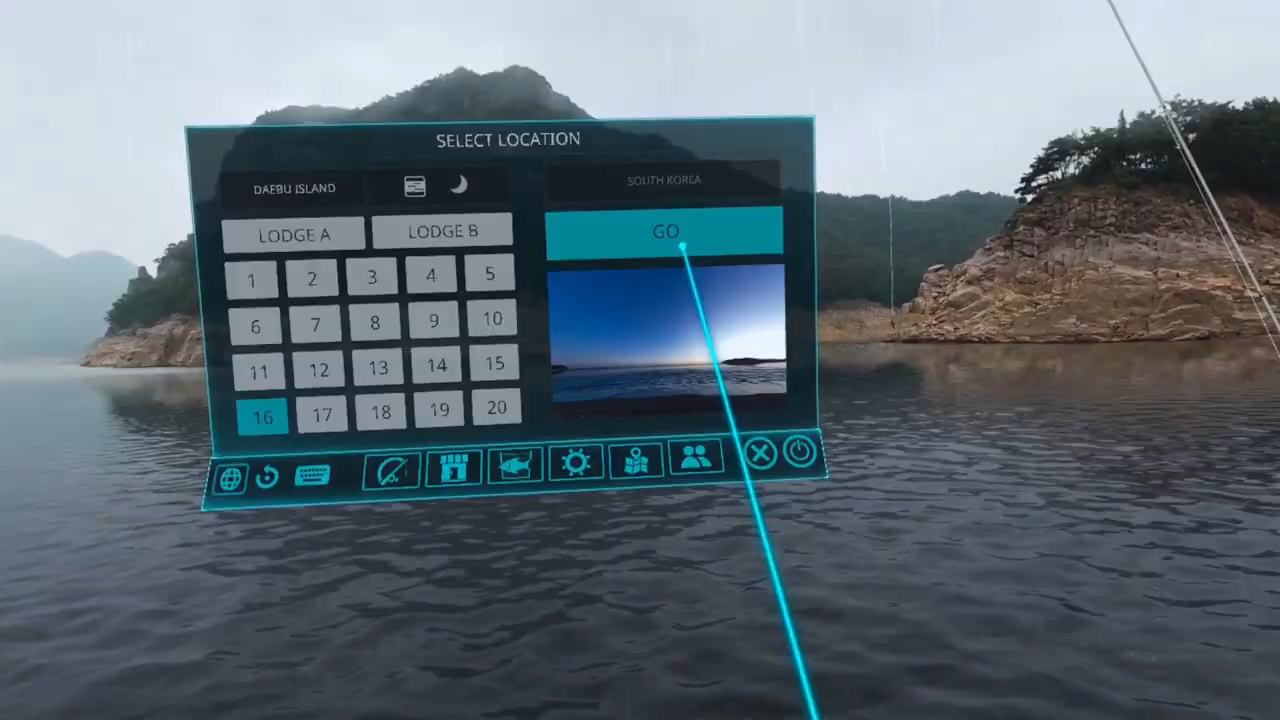 SELECT LOCATION
DAEBU ISLAND
SOUTH KOREA
LODGE A
LODGE B
GO
1 2 3 4 5
6 7 8 9 10
11 12 13 14 15
16 17 18 19 20